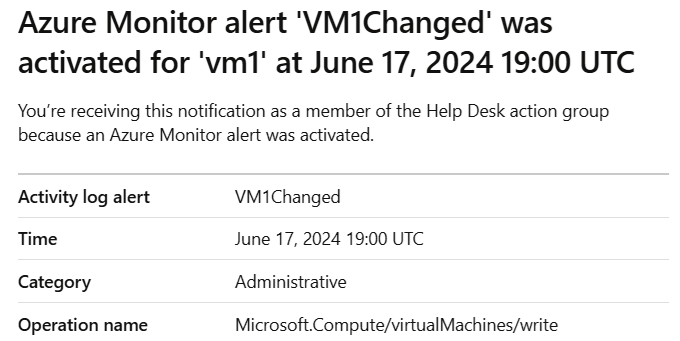 Azure Monitor alert 'VM1Changed' was
activated for 'vm1' at June 17, 2024 19:00 UTC
You’re receiving this notification as a member of the Help Desk action group
because an Azure Monitor alert was activated.
Activity log alert VM1Changed
Time June 17, 2024 19:00 UTC
Category Administrative
Operation name Microsoft.Compute/virtualMachines/write